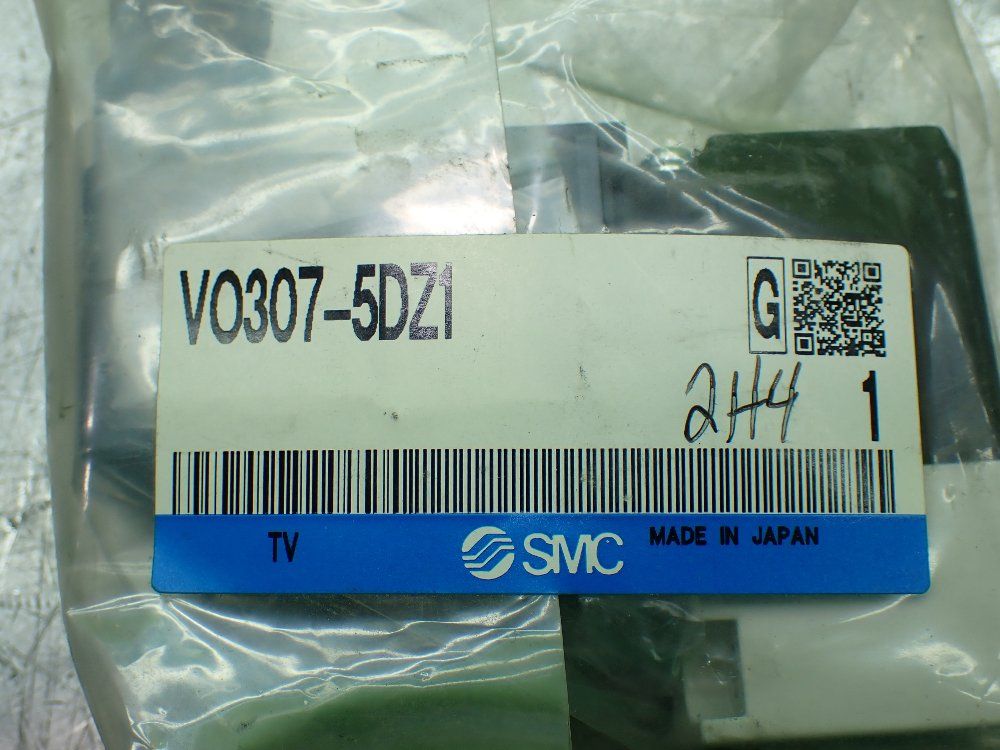 VO307-5DZ1
G
2H4
1
TV
SMC
MADE IN JAPAN